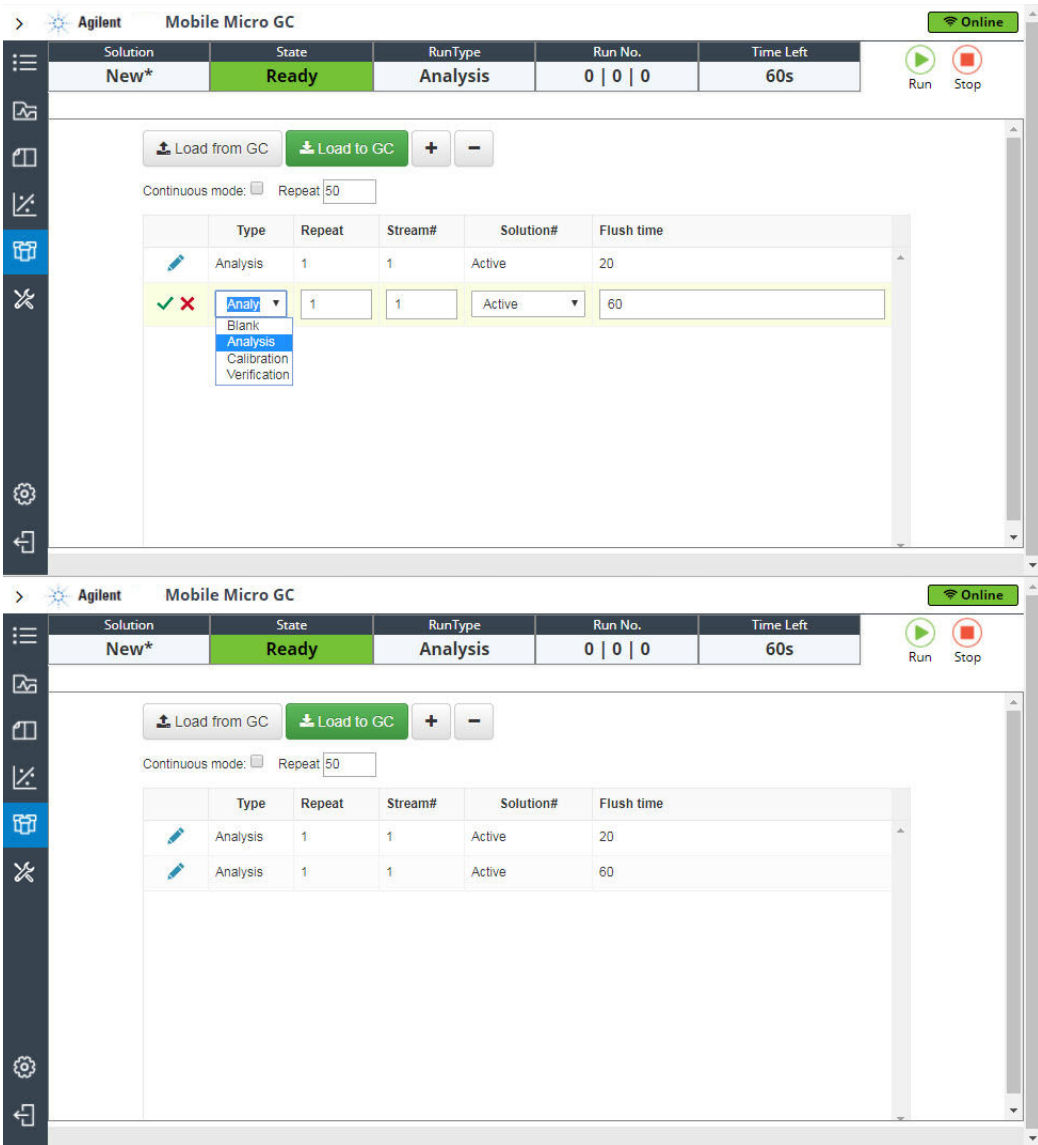 Agilent Mobile Micro GC Online
Solution State RunType Run No. Time Left
New* Ready Analysis 0 | 0 | 0 60s
Run Stop
Load from GC Load to GC + −
Continuous mode: Repeat 50
Type Repeat Stream# Solution# Flush time
Analysis 1 1 Active 20
Analy 1 1 Active 60
Blank
Analysis
Calibration
Verification
Agilent Mobile Micro GC Online
Solution State RunType Run No. Time Left
New* Ready Analysis 0 | 0 | 0 60s
Run Stop
Load from GC Load to GC + −
Continuous mode: Repeat 50
Type Repeat Stream# Solution# Flush time
Analysis 1 1 Active 20
Analysis 1 1 Active 60